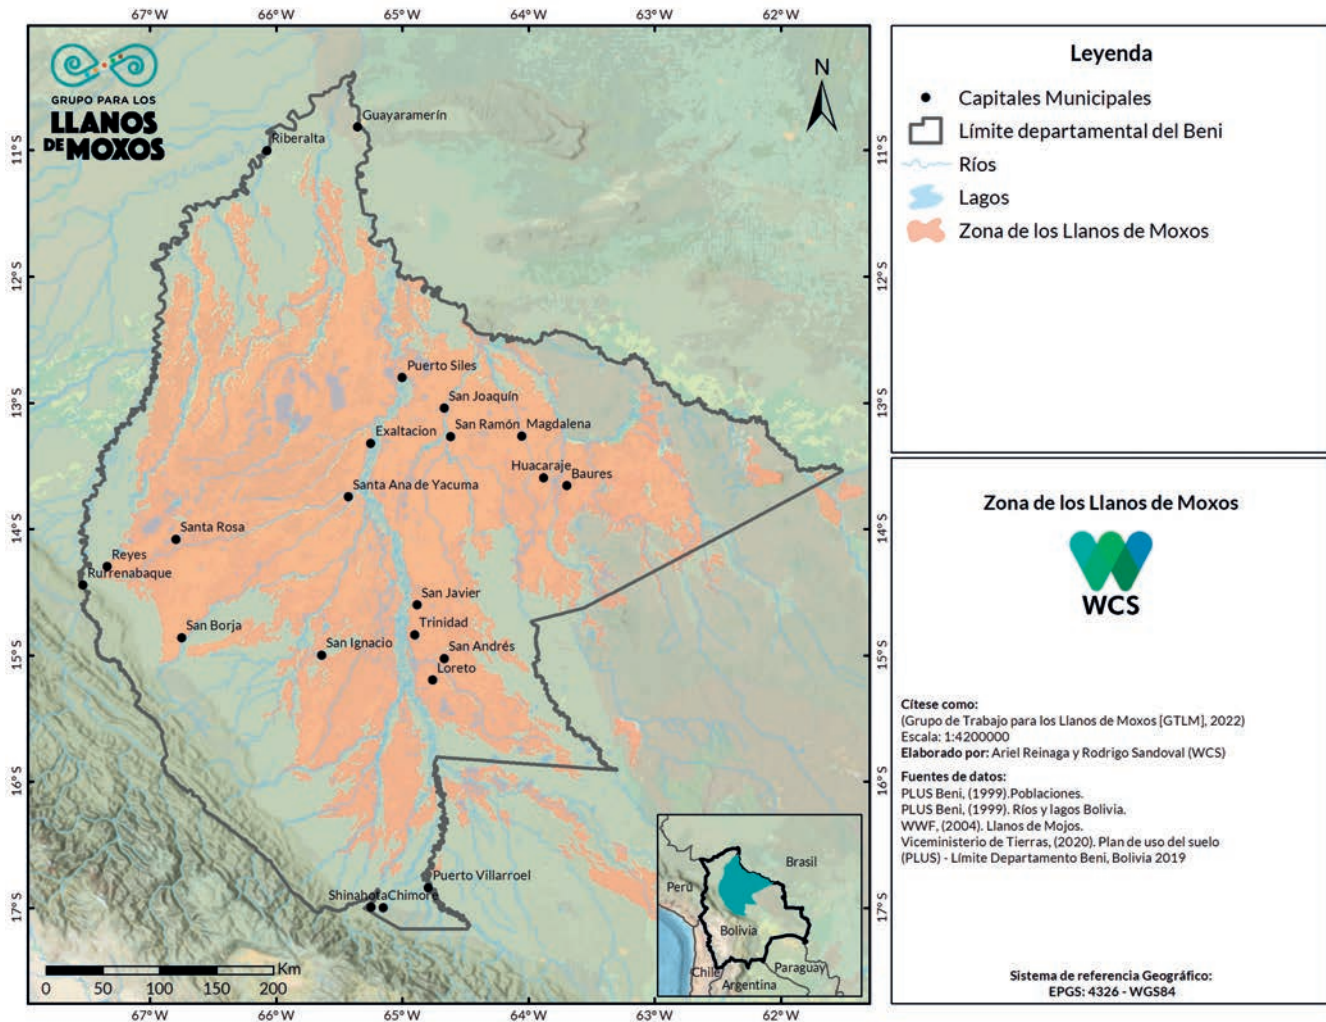 67°W 66°W 65°W 64°W 63°W 62°W
GRUPO PARA LOS
LLANOS
DE MOXOS
N
Guayaramerín
Riberalta
11°S 11°S
12°S 12°S
Puerto Siles
13°S 13°S
San Joaquín
Exaltacion
San Ramón
Magdalena
Huacaraje
Baures
Santa Ana de Yacuma
14°S 14°S
Santa Rosa
Reyes
Rurrenabaque
San Javier
San Borja
Trinidad
San Ignacio
San Andrés
15°S 15°S
Loreto
16°S 16°S
Puerto Villarroel
Shinahota
Chimore
17°S 17°S
Km
0 50 100 150 200
Brasil
Perú
Bolivia
Chile
Paraguay
Argentina
67°W 66°W 65°W 64°W 63°W 62°W
Leyenda
Capitales Municipales
Límite departamental del Beni
Ríos
Lagos
Zona de los Llanos de Moxos
Zona de los Llanos de Moxos
WCS
Cítese como:
(Grupo de Trabajo para los Llanos de Moxos [GTLM], 2022)
Escala: 1:4200000
Elaborado por: Ariel Reinaga y Rodrigo Sandoval (WCS)
Fuentes de datos:
PLUS Beni, (1999).Poblaciones.
PLUS Beni, (1999). Ríos y lagos Bolivia.
WWF, (2004). Llanos de Mojos.
Viceministerio de Tierras, (2020). Plan de uso del suelo
(PLUS) - Límite Departamento Beni, Bolivia 2019
Sistema de referencia Geográfico:
EPGS: 4326 - WGS84